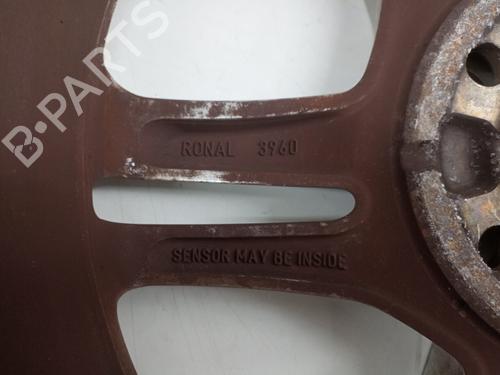 B-PARTS
RONAL 3960
SENSOR MAY BE INSIDE